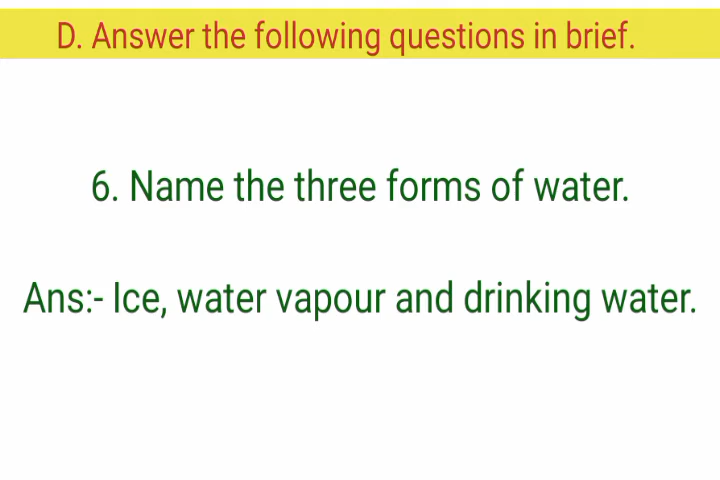 D. Answer the following questions in brief.
6. Name the three forms of water.
Ans:- Ice, water vapour and drinking water.